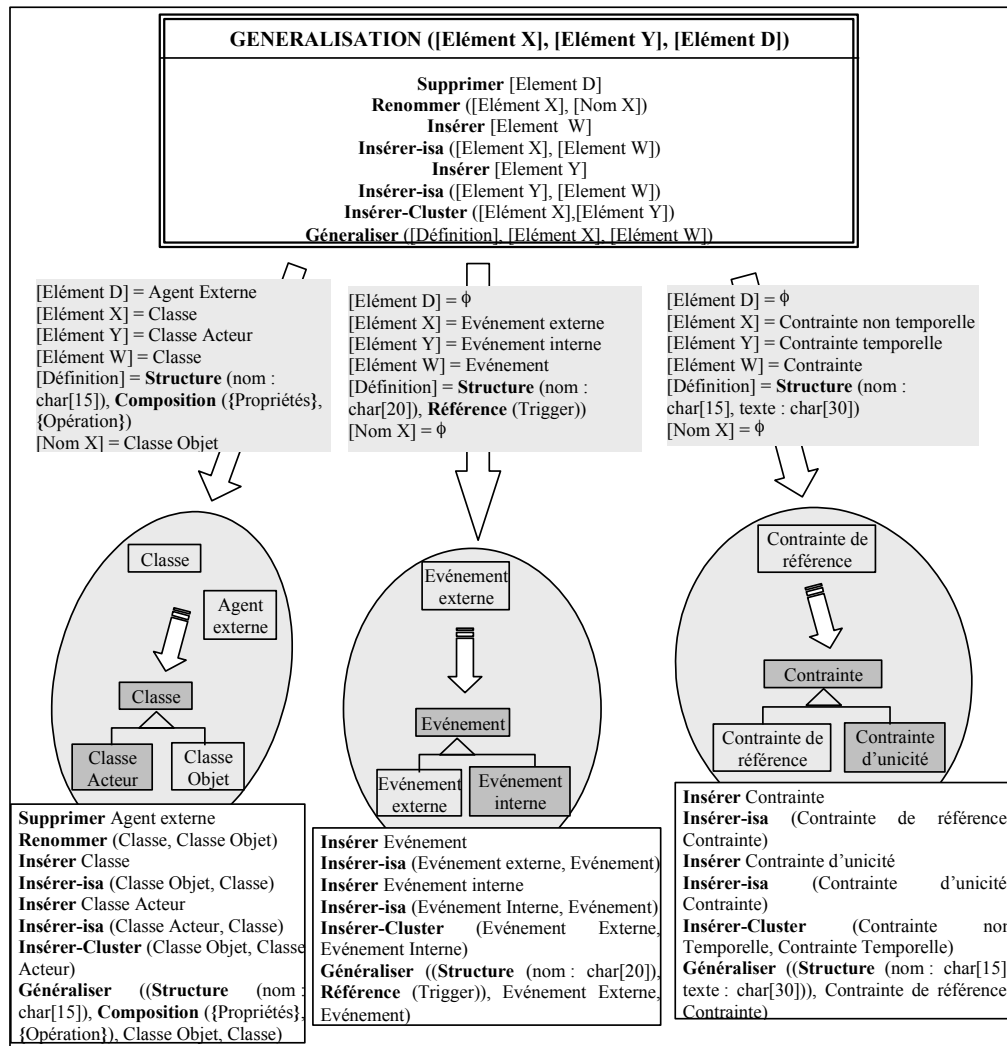 GENERALISATION ([Elément X], [Elément Y], [Elément D])
Supprimer [Element D]
Renommer ([Elément X], [Nom X])
Insérer [Element W]
Insérer-isa ([Element X], [Element W])
Insérer [Element Y]
Insérer-isa ([Element Y], [Element W])
Insérer-Cluster ([Elément X],[Elément Y])
Géneraliser ([Définition], [Elément X], [Elément W])
[Elément D] = Agent Externe
[Elément X] = Classe
[Elément Y] = Classe Acteur
[Elément W] = Classe
[Définition] = Structure (nom :
char[15]), Composition ({Propriétés},
{Opération})
[Nom X] = Classe Objet
[Elément D] = ϕ
[Elément X] = Evénement externe
[Elément Y] = Evénement interne
[Elément W] = Evénement
[Définition] = Structure (nom :
char[20]), Référence (Trigger))
[Nom X] = ϕ
[Elément D] = ϕ
[Elément X] = Contrainte non temporelle
[Elément Y] = Contrainte temporelle
[Elément W] = Contrainte
[Définition] = Structure (nom :
char[15], texte : char[30])
[Nom X] = ϕ
Classe
Agent
externe
Classe
Classe
Acteur
Classe
Objet
Evénement
externe
Evénement
Evénement
externe
Evénement
interne
Contrainte de
référence
Contrainte
Contrainte de
référence
Contrainte
d'unicité
Supprimer Agent externe
Renommer (Classe, Classe Objet)
Insérer Classe
Insérer-isa (Classe Objet, Classe)
Insérer Classe Acteur
Insérer-isa (Classe Acteur, Classe)
Insérer-Cluster (Classe Objet, Classe
Acteur)
Généraliser ((Structure (nom :
char[15]), Composition ({Propriétés},
{Opération}), Classe Objet, Classe)
Insérer Evénement
Insérer-isa (Evénement externe, Evénement)
Insérer Evénement interne
Insérer-isa (Evénement Interne, Evénement)
Insérer-Cluster (Evénement Externe,
Evénement Interne)
Généraliser ((Structure (nom : char[20]),
Référence (Trigger)), Evénement Externe,
Evénement)
Insérer Contrainte
Insérer-isa (Contrainte de référence
Contrainte)
Insérer Contrainte d'unicité
Insérer-isa (Contrainte d'unicité
Contrainte)
Insérer-Cluster (Contrainte non
Temporelle, Contrainte Temporelle)
Généraliser ((Structure (nom : char[15]
texte : char[30])), Contrainte de référence
Contrainte)